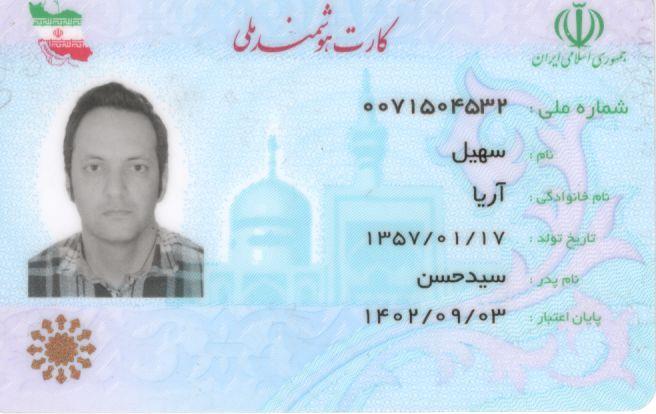 کارت هوشمند ملی
جمهوری اسلامی ایران
شماره ملی : ۰۰۷۱۵۰۴۵۳۲
نام : سهیل
نام خانوادگی : آریا
تاریخ تولد : ۱۳۵۷/۰۱/۱۷
نام پدر : سیدحسن
پایان اعتبار : ۱۴۰۲/۰۹/۰۳